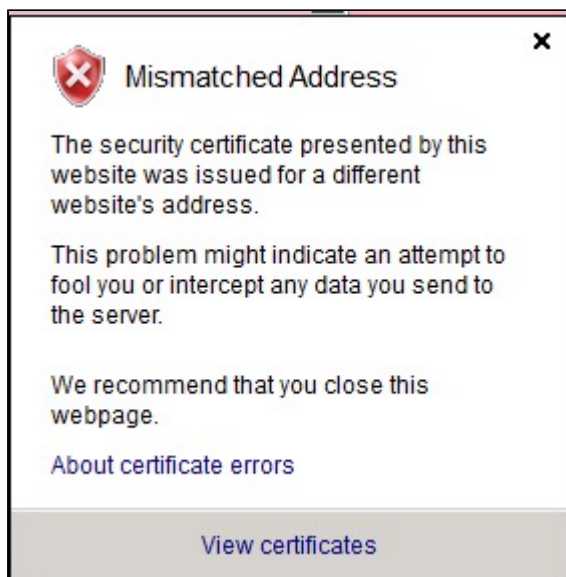 Mismatched Address
The security certificate presented by this
website was issued for a different
website's address.
This problem might indicate an attempt to
fool you or intercept any data you send to
the server.
We recommend that you close this
webpage.
About certificate errors
View certificates